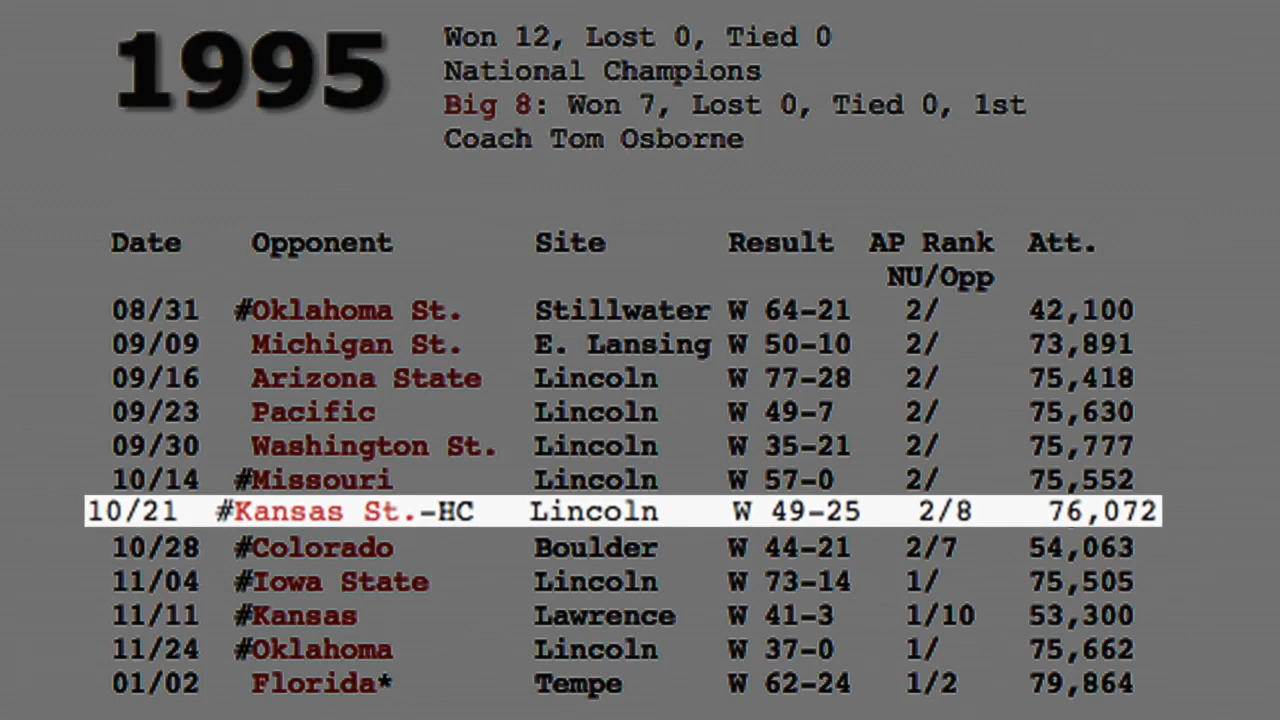 1995
Won 12, Lost 0, Tied 0
National Champions
Big 8: Won 7, Lost 0, Tied 0, 1st
Coach Tom Osborne
Date Opponent Site Result AP Rank Att.
NU/Opp
08/31 #Oklahoma St. Stillwater W 64-21 2/ 42,100
09/09 Michigan St. E. Lansing W 50-10 2/ 73,891
09/16 Arizona State Lincoln W 77-28 2/ 75,418
09/23 Pacific Lincoln W 49-7 2/ 75,630
09/30 Washington St. Lincoln W 35-21 2/ 75,777
10/14 #Missouri Lincoln W 57-0 2/ 75,552
10/21 #Kansas St.-HC Lincoln W 49-25 2/8 76,072
10/28 #Colorado Boulder W 44-21 2/7 54,063
11/04 #Iowa State Lincoln W 73-14 1/ 75,505
11/11 #Kansas Lawrence W 41-3 1/10 53,300
11/24 #Oklahoma Lincoln W 37-0 1/ 75,662
01/02 Florida* Tempe W 62-24 1/2 79,864